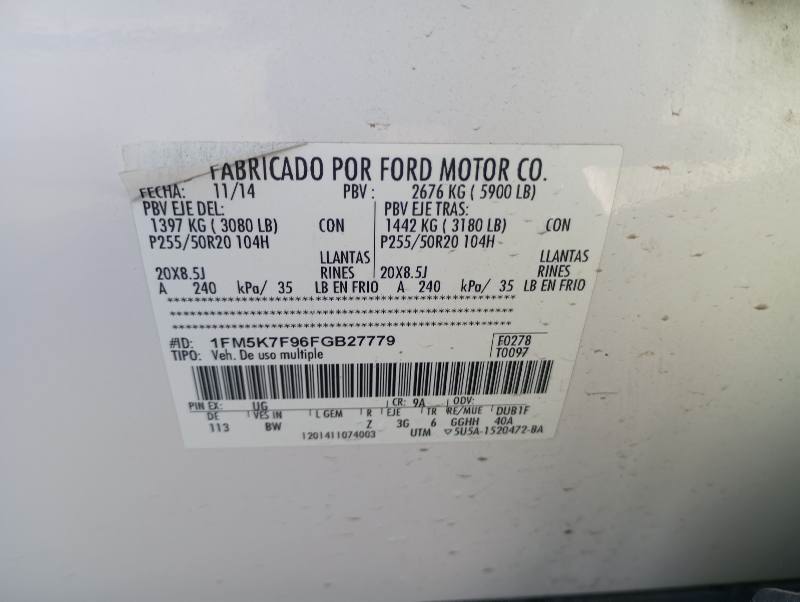 FABRICADO POR FORD MOTOR CO.
FECHA: 11/14 PBV: 2676 KG ( 5900 LB)
PBV EJE DEL: PBV EJE TRAS:
1397 KG ( 3080 LB) CON 1442 KG ( 3180 LB) CON
P255/50R20 104H P255/50R20 104H
LLANTAS LLANTAS
20X8.5J RINES 20X8.5J RINES
A 240 kPa/ 35 LB EN FRIO A 240 kPa/ 35 LB EN FRIO
************************************************
************************************************
#ID: 1FM5K7F96FGB27779 F0278
TIPO: Veh. De uso multiple T0097
PIN EX: UG CR: 9A ODV:
DE VES IN L GEM R EJE TR RE/MUE DUB1F
113 BW Z 3G 6 GGHH 40A
1201411074003 UTM ▽5U5A-1520472-BA